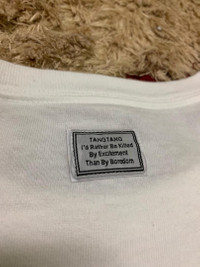 TANGTANG
I'd Rather Be Killed
By Excitement
Than By Boredom